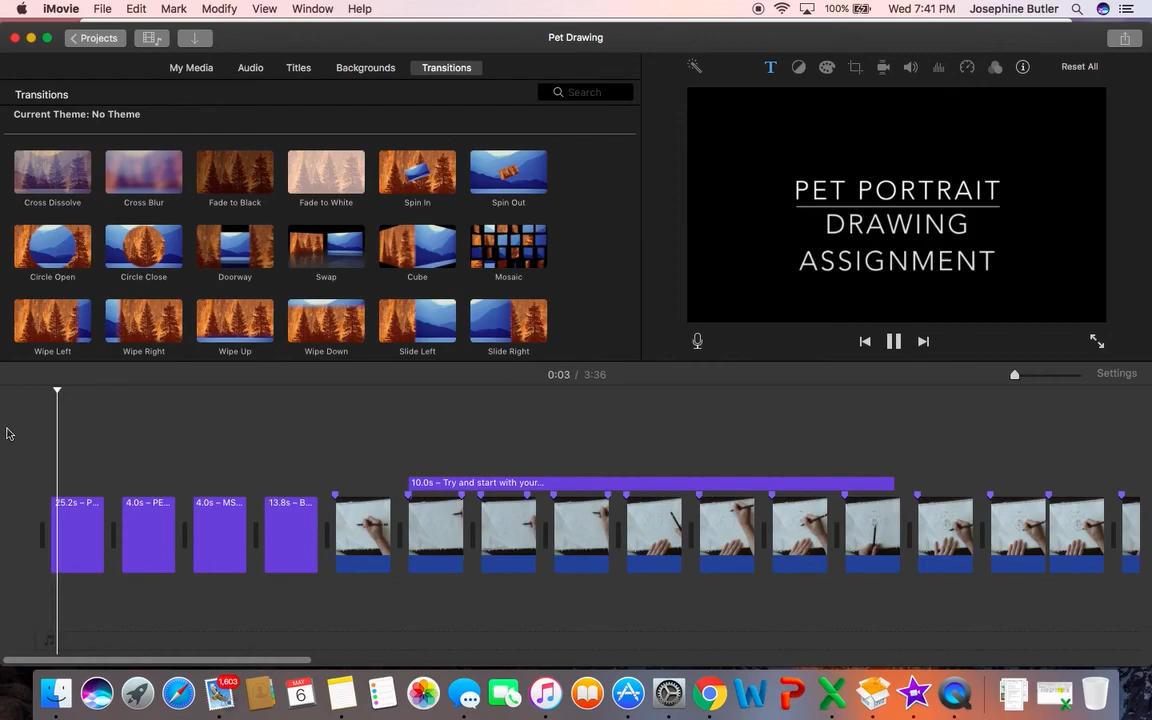 iMovie File Edit Mark Modify View Window Help 100% Wed 7:41 PM Josephine Butler
Projects Pet Drawing
My Media Audio Titles Backgrounds Transitions Reset All
Transitions Search
Current Theme: No Theme
Cross Dissolve Cross Blur Fade to Black Fade to White Spin In Spin Out
Circle Open Circle Close Doorway Swap Cube Mosaic
Wipe Left Wipe Right Wipe Up Wipe Down Slide Left Slide Right
PET PORTRAIT
DRAWING
ASSIGNMENT
0:03 / 3:36 Settings
10.0s – Try and start with your...
25.2s – P... 4.0s – PE... 4.0s – MS... 13.8s – B...
1,603 MAY 6